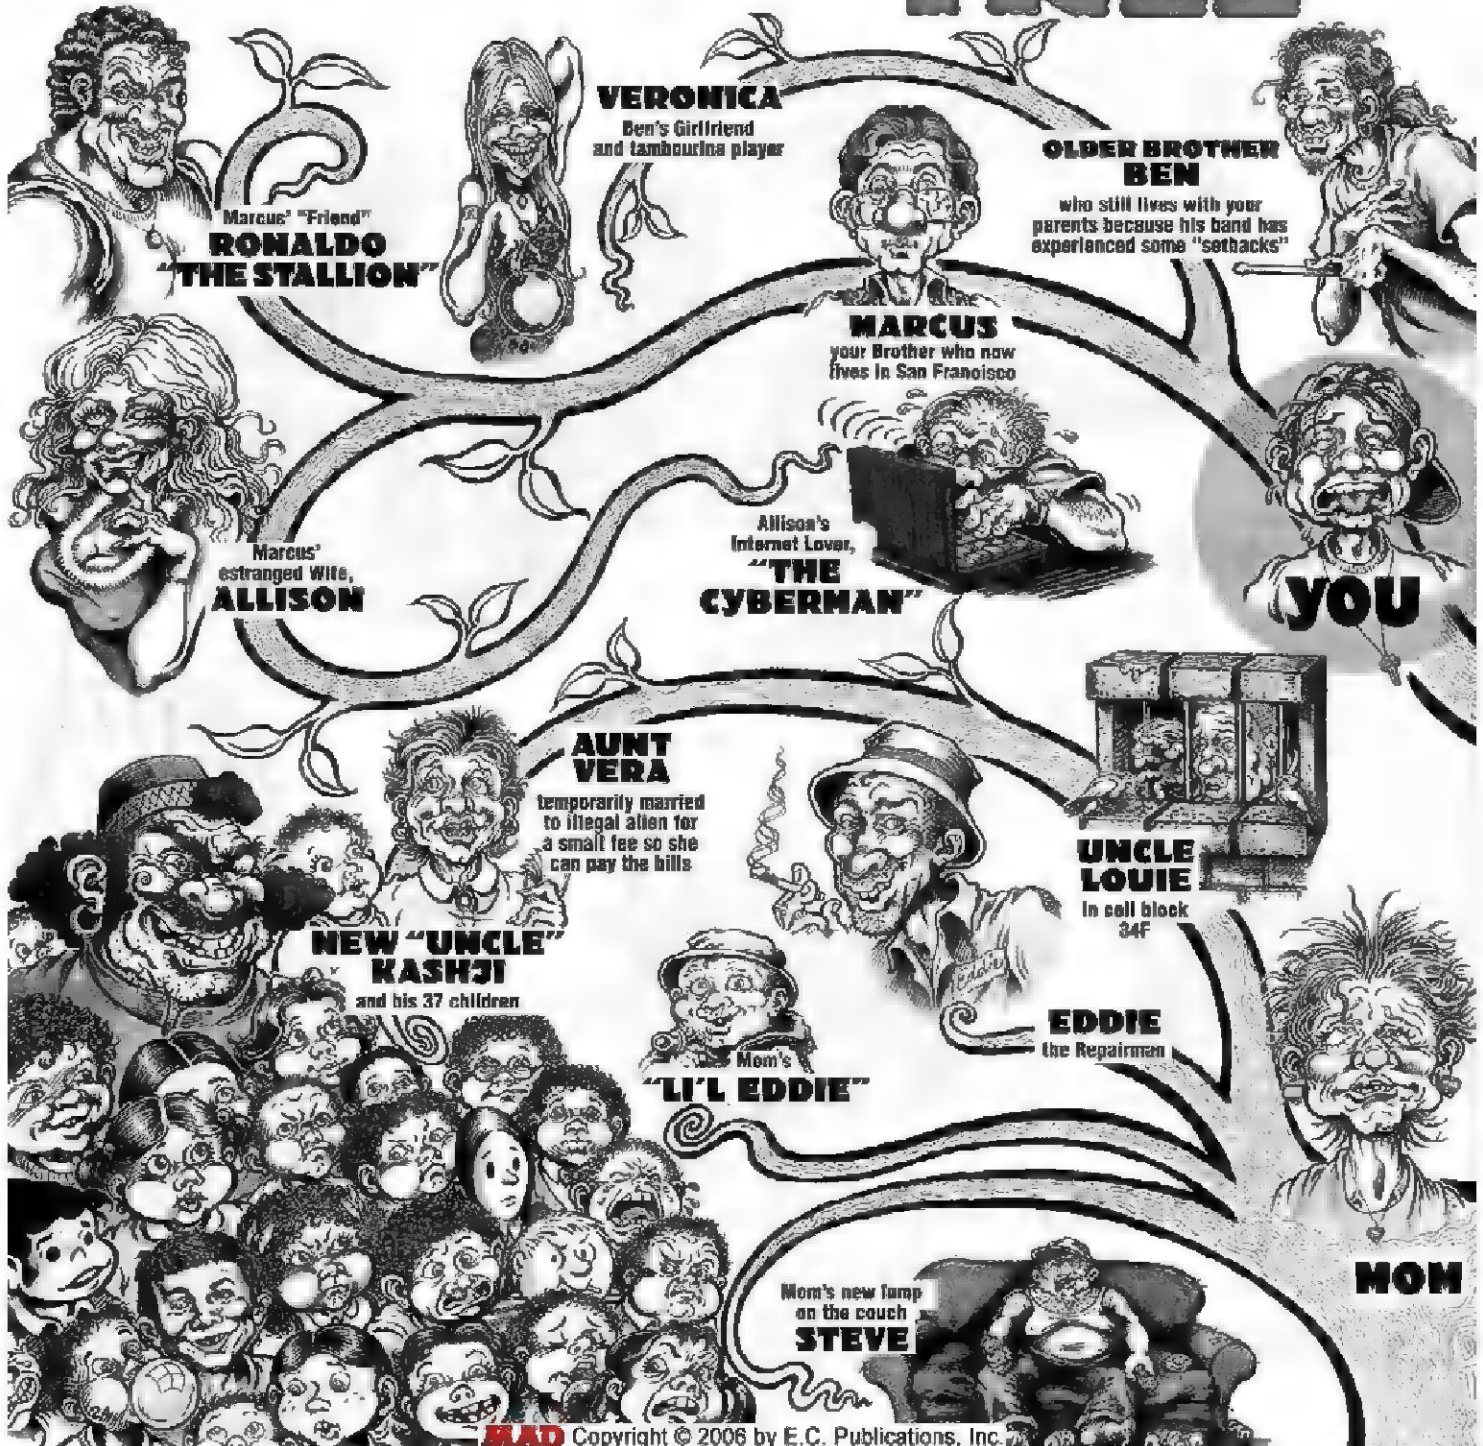 VERONICA
Ben's Girlfriend
and tambourine player
OLDER BROTHER
BEN
who still lives with your
parents because his band has
experienced some "setbacks"
Marcus' "Friend"
RONALDO
"THE STALLION"
MARCUS
your Brother who now
lives in San Francisco
Allison's
Internet Lover,
"THE
CYBERMAN"
Marcus'
estranged Wife,
ALLISON
YOU
AUNT
VERA
temporarily married
to illegal alien for
a small fee so she
can pay the bills
UNCLE
LOUIE
in cell block
34F
NEW "UNCLE"
KASHJI
and his 37 children
Eddie
EDDIE
the Repairman
Mom's
"LI'L EDDIE"
MOM
Mom's new lump
on the couch
STEVE
MAD Copyright © 2006 by E.C. Publications, Inc.